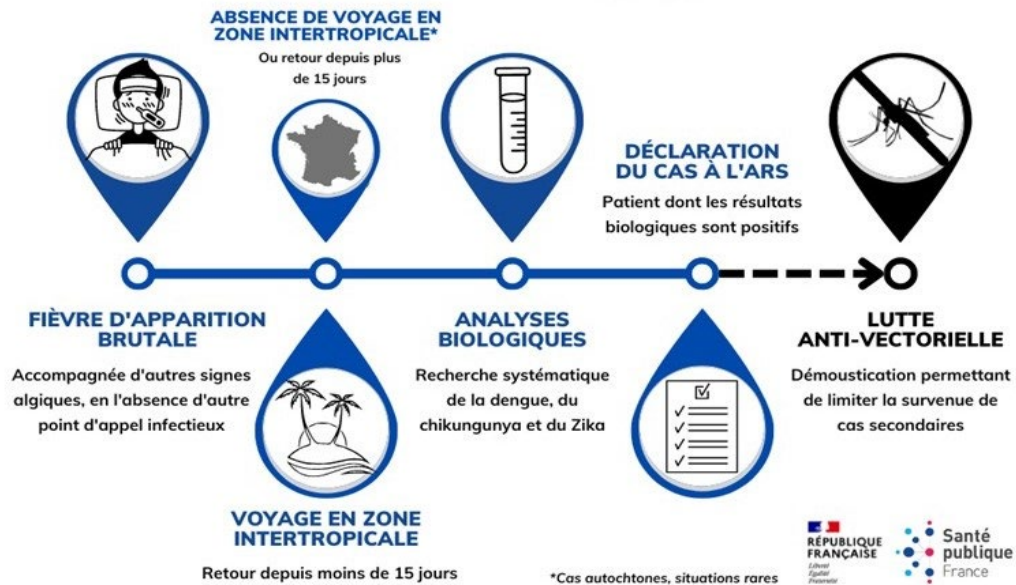 ABSENCE DE VOYAGE EN
ZONE INTERTROPICALE*
Ou retour depuis plus
de 15 jours
DÉCLARATION
DU CAS À L'ARS
Patient dont les résultats
biologiques sont positifs
FIÈVRE D'APPARITION
BRUTALE
Accompagnée d'autres signes
algiques, en l'absence d'autre
point d'appel infectieux
ANALYSES
BIOLOGIQUES
Recherche systématique
de la dengue, du
chikungunya et du Zika
LUTTE
ANTI-VECTORIELLE
Démoustication permettant
de limiter la survenue de
cas secondaires
VOYAGE EN ZONE
INTERTROPICALE
Retour depuis moins de 15 jours
*Cas autochtones, situations rares
RÉPUBLIQUE
FRANÇAISE
Liberté
Égalité
Fraternité
Santé
publique
France